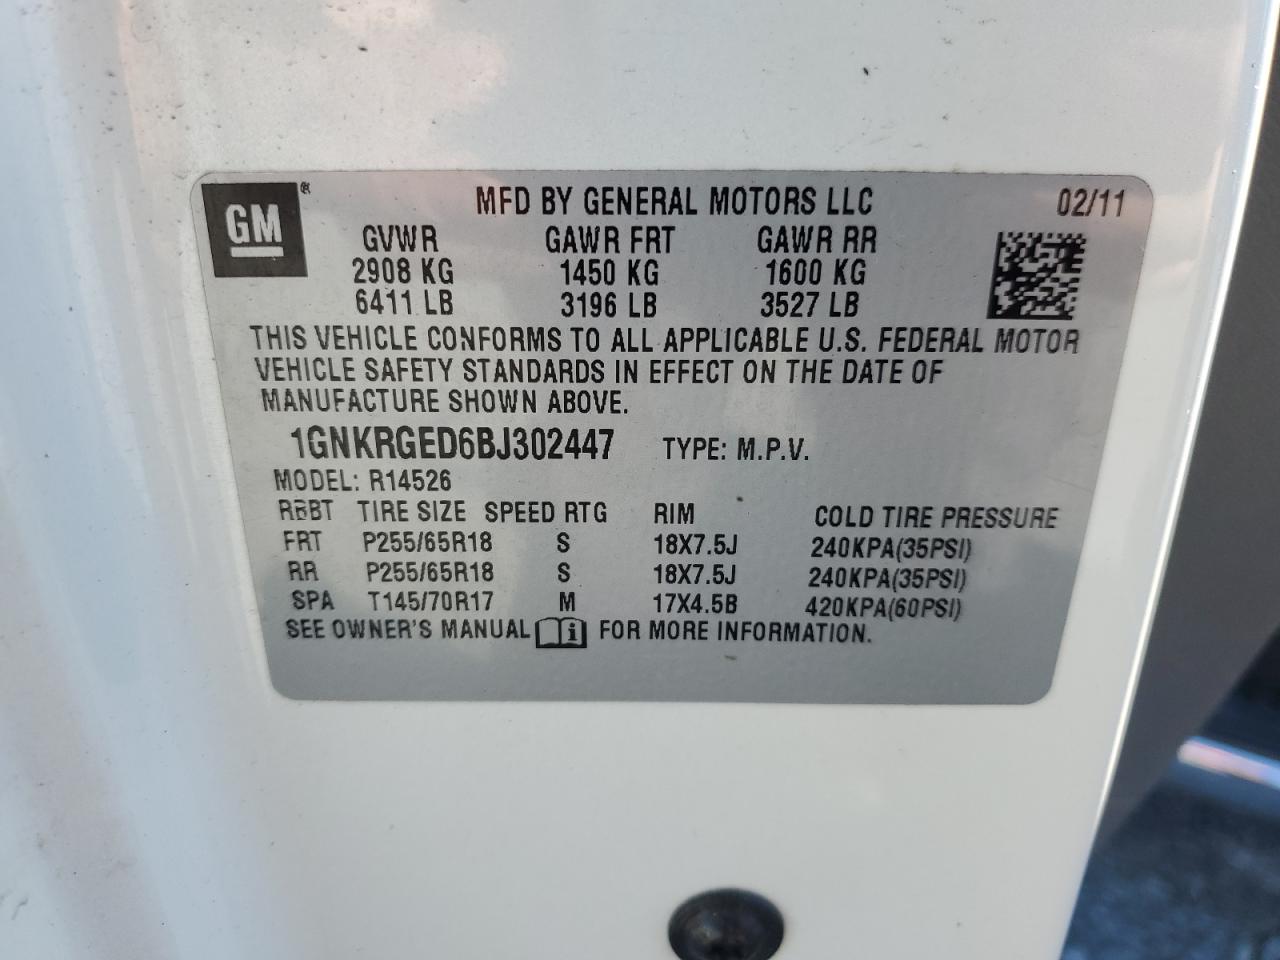 GM ®
MFD BY GENERAL MOTORS LLC 02/11
GVWR GAWR FRT GAWR RR
2908 KG 1450 KG 1600 KG
6411 LB 3196 LB 3527 LB
THIS VEHICLE CONFORMS TO ALL APPLICABLE U.S. FEDERAL MOTOR
VEHICLE SAFETY STANDARDS IN EFFECT ON THE DATE OF
MANUFACTURE SHOWN ABOVE.
1GNKRGED6BJ302447 TYPE: M.P.V.
MODEL: R14526
TIRE SIZE SPEED RTG RIM COLD TIRE PRESSURE
FRT P255/65R18 S 18X7.5J 240KPA(35PSI)
RR P255/65R18 S 18X7.5J 240KPA(35PSI)
SPA T145/70R17 M 17X4.5B 420KPA(60PSI)
SEE OWNER'S MANUAL i FOR MORE INFORMATION.